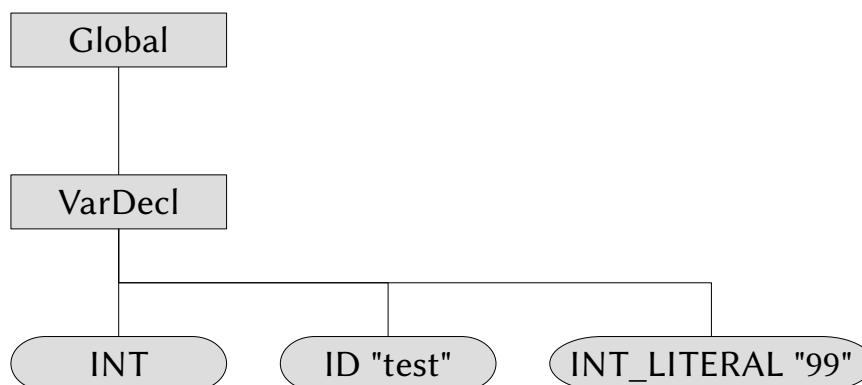 Global
VarDecl
INT
ID "test"
INT_LITERAL "99"